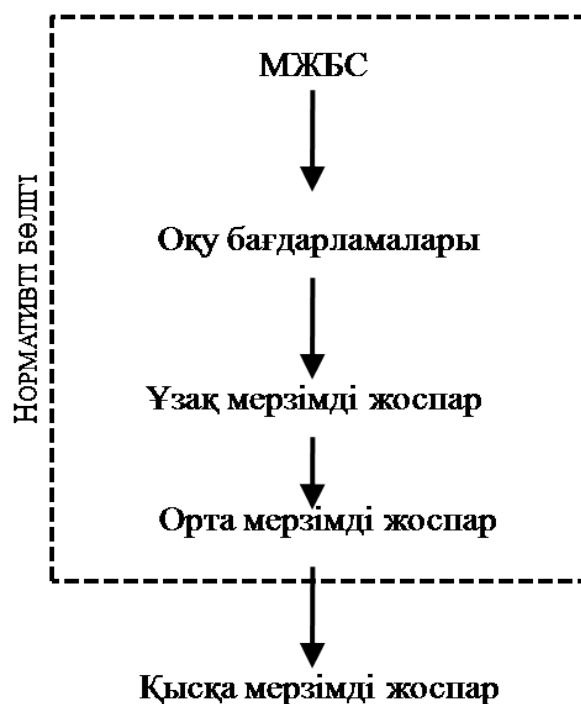 МЖБС
Оқу бағдарламалары
Ұзақ мерзімді жоспар
Орта мерзімді жоспар
Қысқа мерзімді жоспар
НОРМАТИВТІ БӨЛІГІ